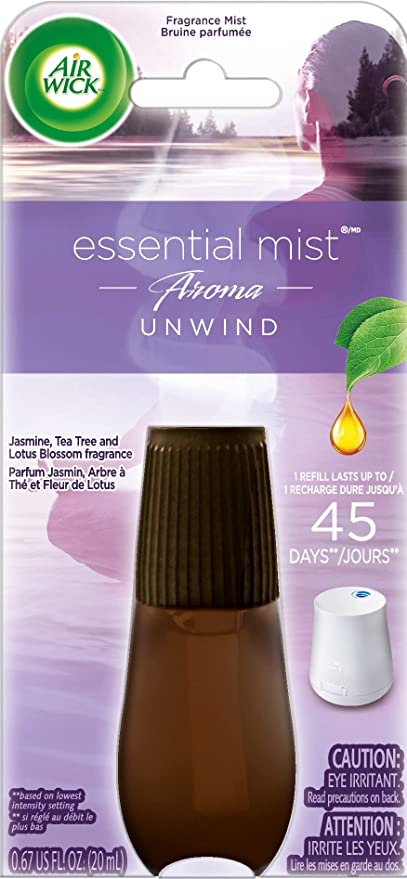 Fragrance Mist
Bruine parfumée
AIR
WICK
essential mist®/MD
Aroma
UNWIND
Jasmine, Tea Tree and
Lotus Blossom fragrance
Parfum Jasmin, Arbre à
Thé et Fleur de Lotus
1 REFILL LASTS UP TO /
1 RECHARGE DURE JUSQU'À
45
DAYS**/JOURS**
**based on lowest
intensity setting
** si réglé au débit le
plus bas
0.67 US FL. OZ. (20 mL)
CAUTION:
EYE IRRITANT.
Read precautions on back.
ATTENTION :
IRRITE LES YEUX.
Lire les mises en garde au dos.